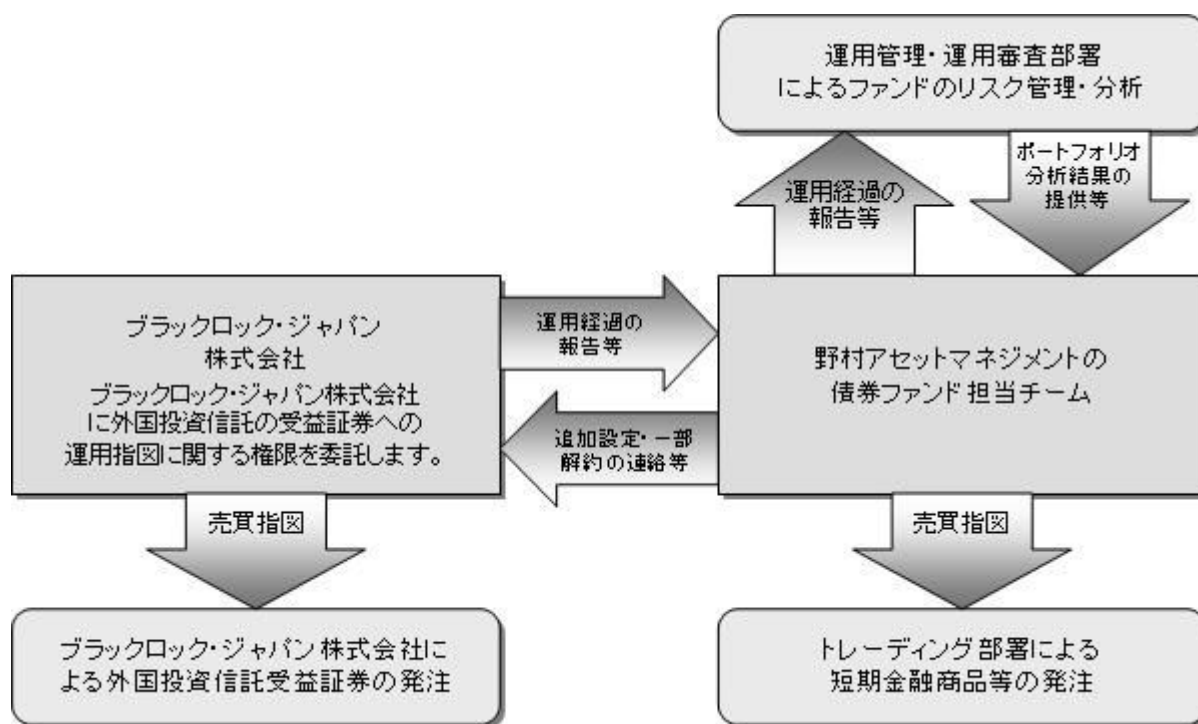 運用管理・運用審査部署
によるファンドのリスク管理・分析
運用経過の
報告等
ポートフォリオ
分析結果の
提供等
ブラックロック・ジャパン
株式会社
ブラックロック・ジャパン株式会社
に外国投資信託の受益証券への
運用指図に関する権限を委託します。
運用経過の
報告等
追加設定・一部
解約の連絡等
野村アセットマネジメントの
債券ファンド担当チーム
売買指図
売買指図
ブラックロック・ジャパン株式会社に
よる外国投資信託受益証券の発注
トレーディング部署による
短期金融商品等の発注